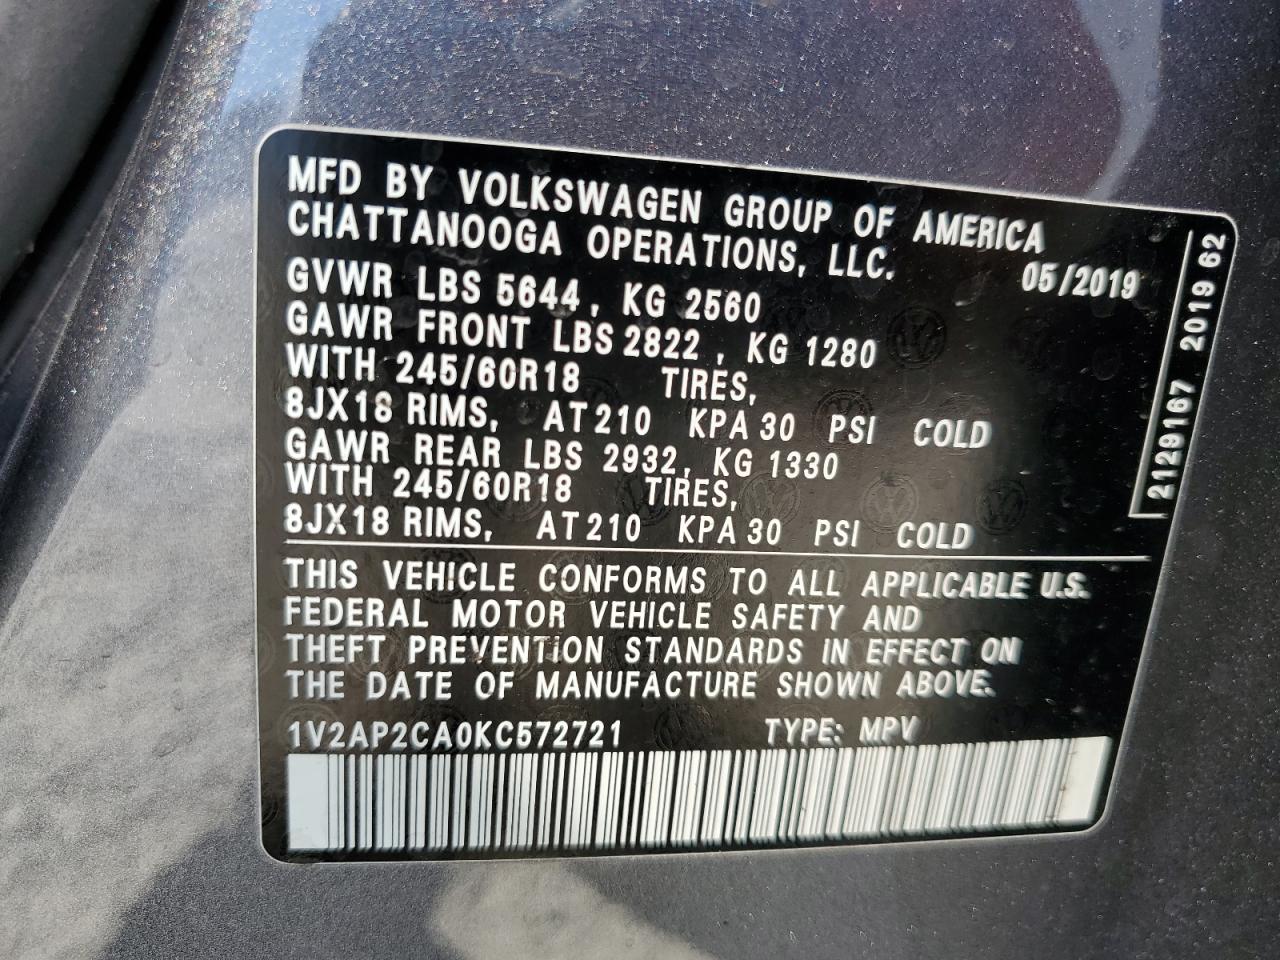 MFD BY VOLKSWAGEN GROUP OF AMERICA
CHATTANOOGA OPERATIONS, LLC.
05/2019
GVWR LBS 5644, KG 2560
GAWR FRONT LBS 2822, KG 1280
WITH 245/60R18 TIRES,
8JX18 RIMS, AT 210 KPA 30 PSI COLD
GAWR REAR LBS 2932, KG 1330
WITH 245/60R18 TIRES,
8JX18 RIMS, AT 210 KPA 30 PSI COLD
THIS VEHICLE CONFORMS TO ALL APPLICABLE U.S.
FEDERAL MOTOR VEHICLE SAFETY AND
THEFT PREVENTION STANDARDS IN EFFECT ON
THE DATE OF MANUFACTURE SHOWN ABOVE.
1V2AP2CA0KC572721 TYPE: MPV
2129167 2019 62